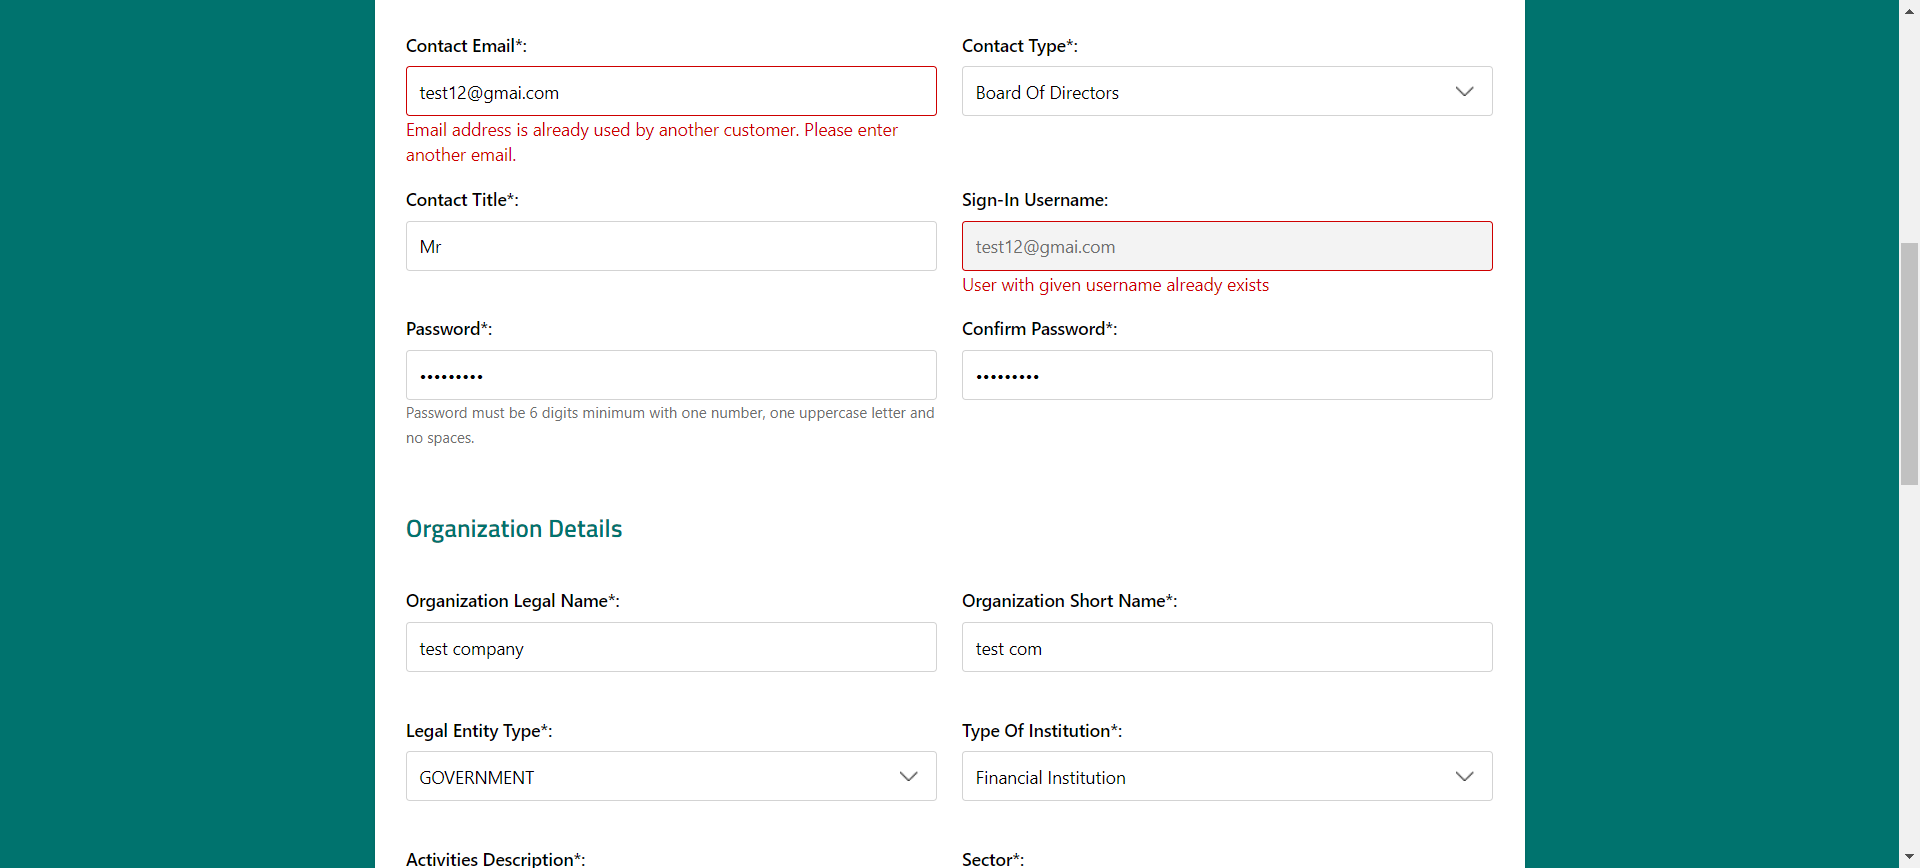 Contact Email*:
Contact Type*:
test12@gmai.com
Board Of Directors
Email address is already used by another customer. Please enter
another email.
Contact Title*:
Sign-In Username:
Mr
test12@gmai.com
User with given username already exists
Password*:
Confirm Password*:
•••••••••
•••••••••
Password must be 6 digits minimum with one number, one uppercase letter and
no spaces.
Organization Details
Organization Legal Name*:
Organization Short Name*:
test company
test com
Legal Entity Type*:
Type Of Institution*:
GOVERNMENT
Financial Institution
Activities Description*:
Sector*: